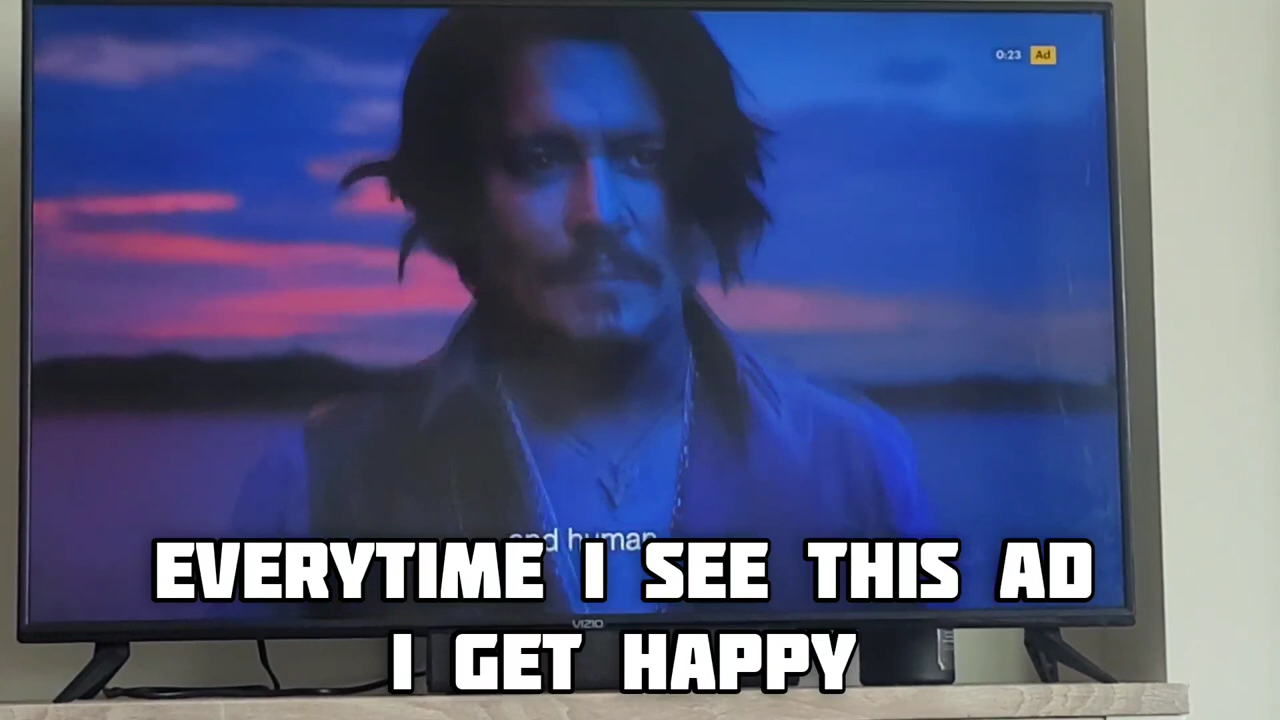 0:23 Ad
and human
EVERYTIME I SEE THIS AD
VIZIO
I GET HAPPY